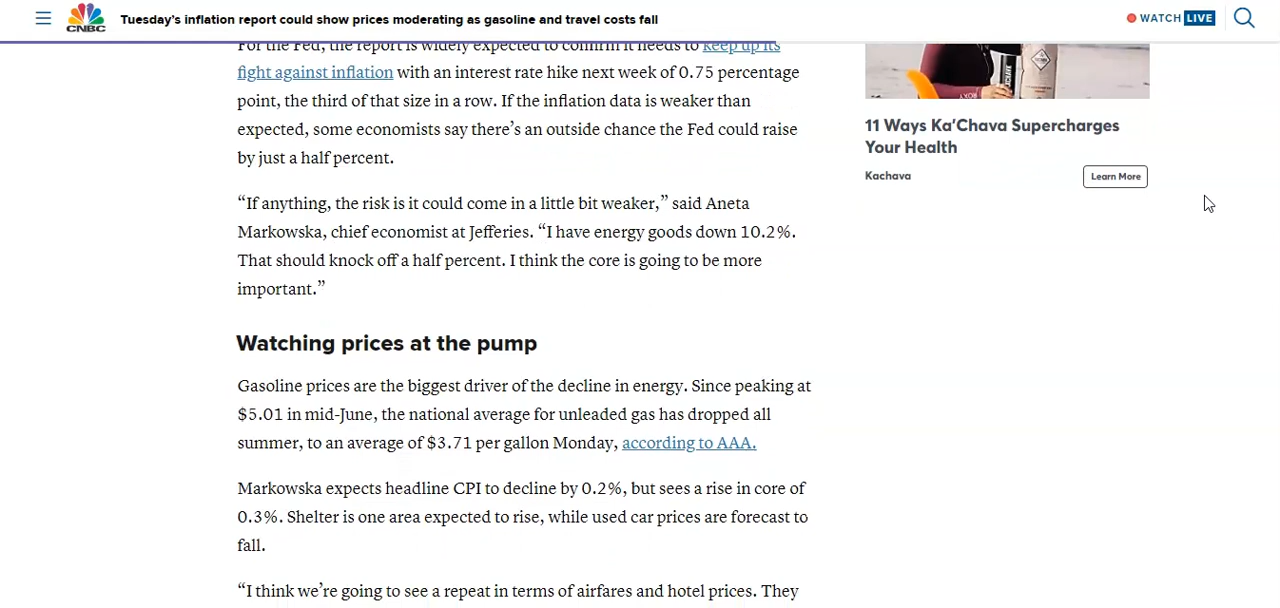 CNBC
Tuesday's inflation report could show prices moderating as gasoline and travel costs fall
WATCH LIVE
For the Fed, the report is widely expected to confirm it needs to keep up its
fight against inflation with an interest rate hike next week of 0.75 percentage
point, the third of that size in a row. If the inflation data is weaker than
expected, some economists say there's an outside chance the Fed could raise
by just a half percent.
“If anything, the risk is it could come in a little bit weaker,” said Aneta
Markowska, chief economist at Jefferies. “I have energy goods down 10.2%.
That should knock off a half percent. I think the core is going to be more
important.”
Watching prices at the pump
Gasoline prices are the biggest driver of the decline in energy. Since peaking at
$5.01 in mid-June, the national average for unleaded gas has dropped all
summer, to an average of $3.71 per gallon Monday, according to AAA.
Markowska expects headline CPI to decline by 0.2%, but sees a rise in core of
0.3%. Shelter is one area expected to rise, while used car prices are forecast to
fall.
“I think we're going to see a repeat in terms of airfares and hotel prices. They
11 Ways Ka'Chava Supercharges
Your Health
Kachava
Learn More